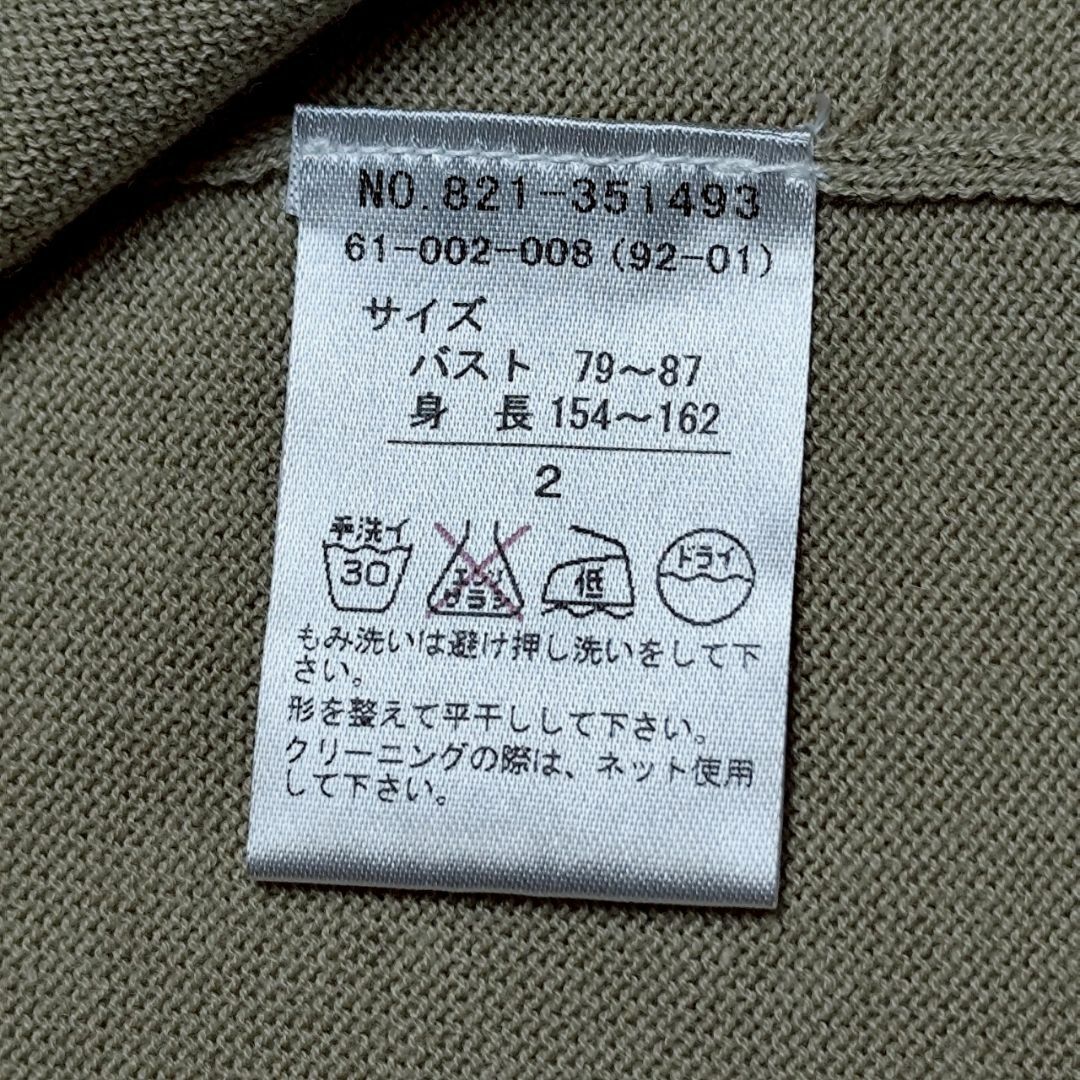 NO.821-351493
61-002-008(92-01)
サイズ
バスト 79〜87
身 長 154〜162
2
手洗イ
30
エンソ
サラシ
低
ドライ
もみ洗いは避け押し洗いをして下
さい。
形を整えて平干しして下さい。
クリーニングの際は、ネット使用
して下さい。